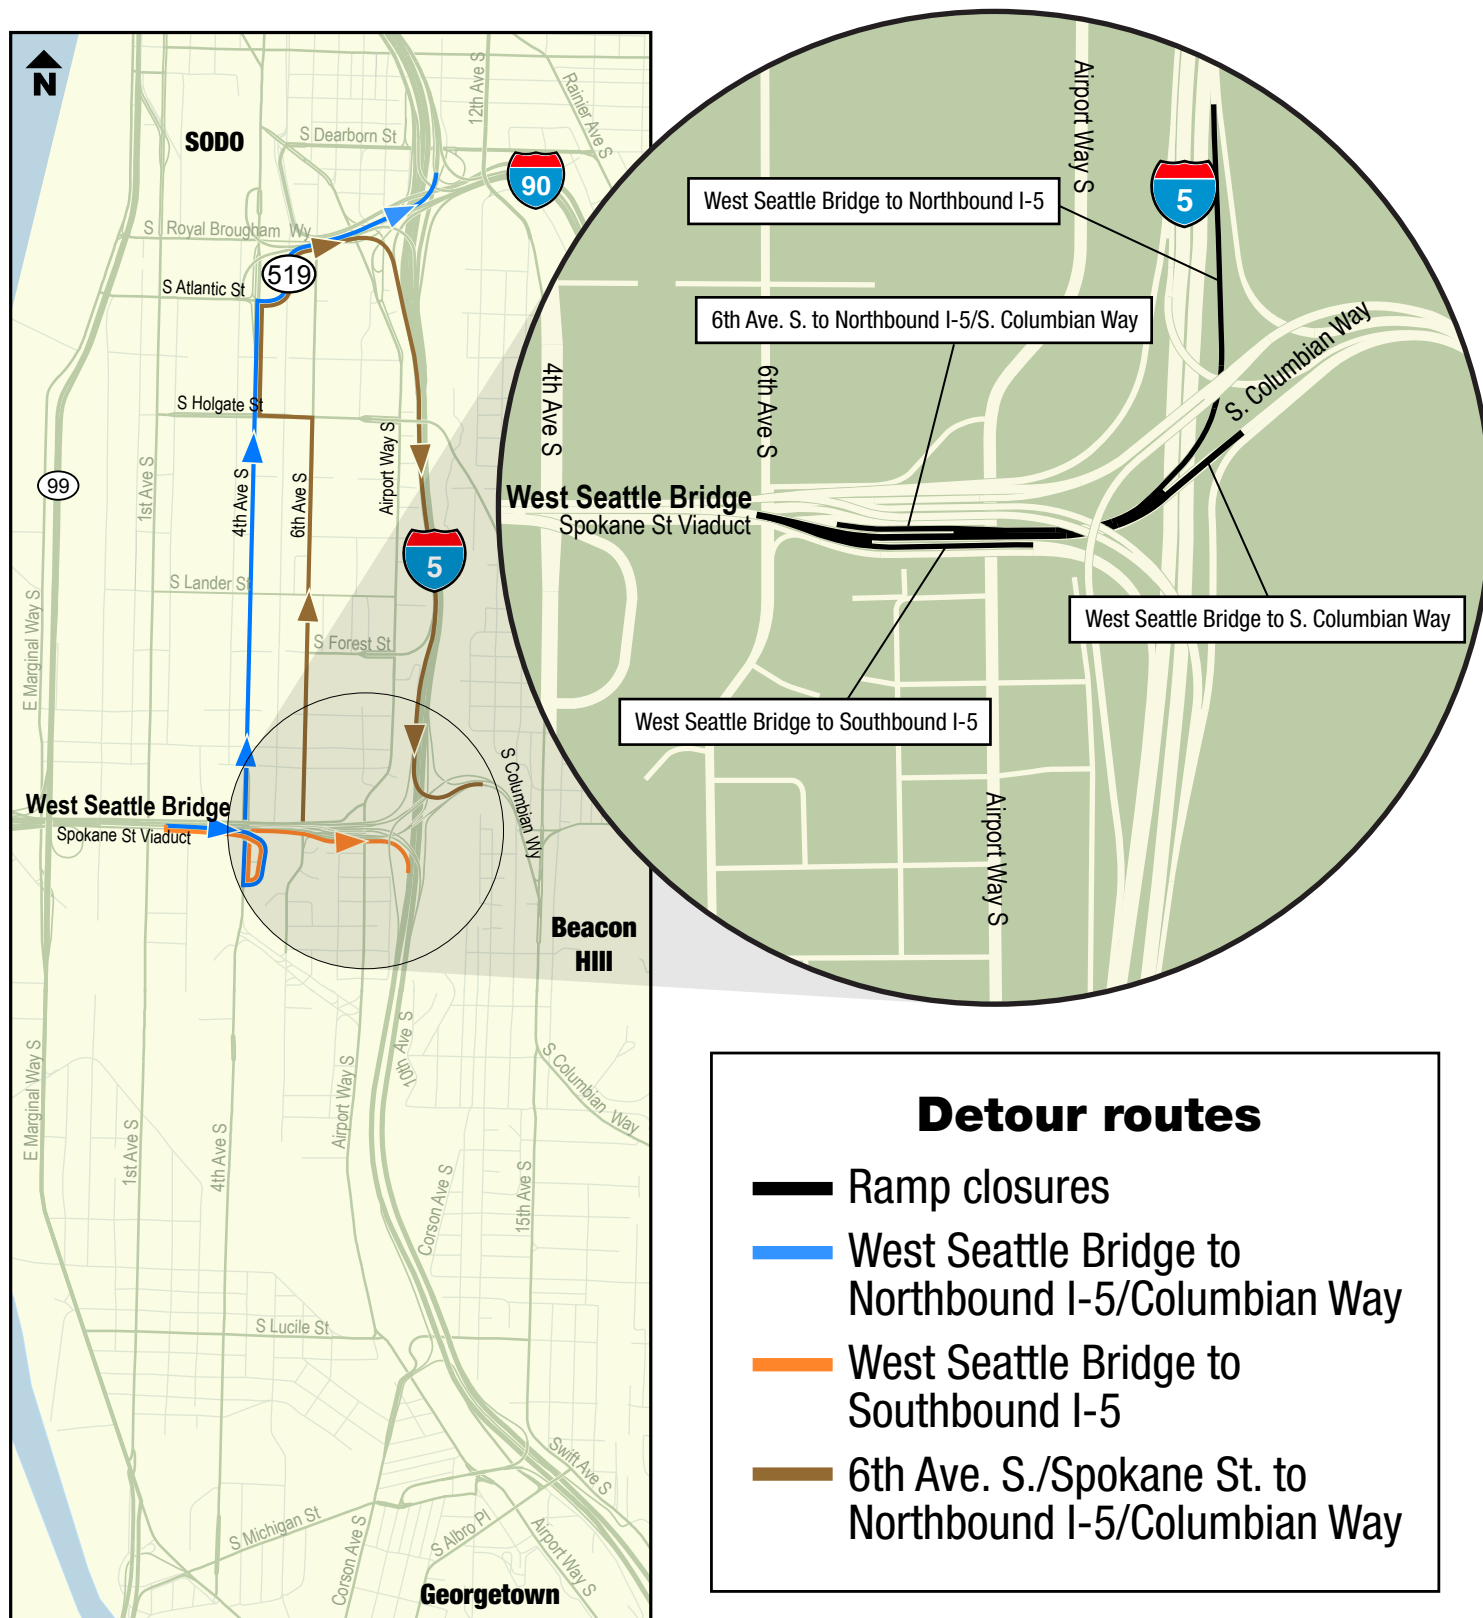 N
SODO
S Dearborn St
12th Ave S
Rainier Ave S
90
S Royal Brougham Wy
519
S Atlantic St
S Holgate St
99
1st Ave S
4th Ave S
6th Ave S
Airport Way S
5
S Lander St
S Forest St
E Marginal Way S
West Seattle Bridge
Spokane St Viaduct
S Columbian Wy
Beacon
HIll
10th Ave S
S Columbian Way
E Marginal Way S
1st Ave S
4th Ave S
Airport Way S
Corson Ave S
15th Ave S
S Lucile St
Swift Ave S
S Michigan St
Corson Ave S
S Albro Pl
Airport Way S
Georgetown
Airport Way S
5
West Seattle Bridge to Northbound I-5
6th Ave. S. to Northbound I-5/S. Columbian Way
4th Ave S
6th Ave S
S. Columbian Way
West Seattle Bridge
Spokane St Viaduct
West Seattle Bridge to S. Columbian Way
West Seattle Bridge to Southbound I-5
Airport Way S
Detour routes
Ramp closures
West Seattle Bridge to
Northbound I-5/Columbian Way
West Seattle Bridge to
Southbound I-5
6th Ave. S./Spokane St. to
Northbound I-5/Columbian Way